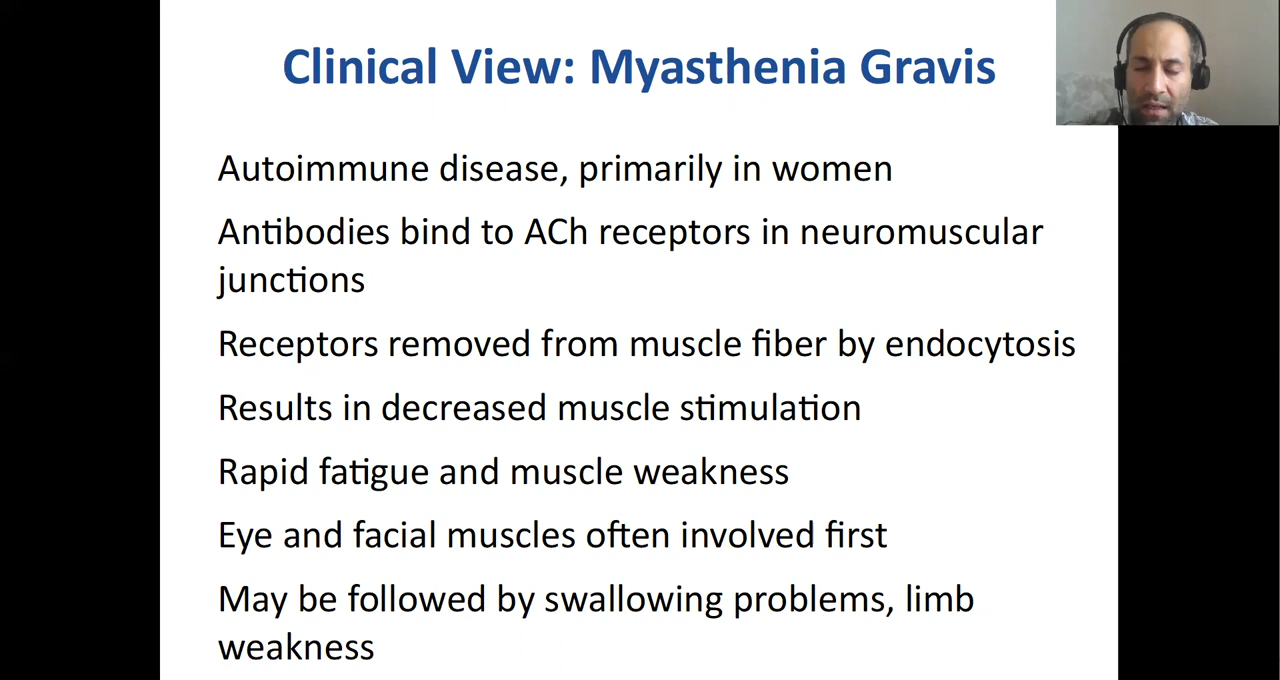 Clinical View: Myasthenia Gravis
Autoimmune disease, primarily in women
Antibodies bind to ACh receptors in neuromuscular
junctions
Receptors removed from muscle fiber by endocytosis
Results in decreased muscle stimulation
Rapid fatigue and muscle weakness
Eye and facial muscles often involved first
May be followed by swallowing problems, limb
weakness